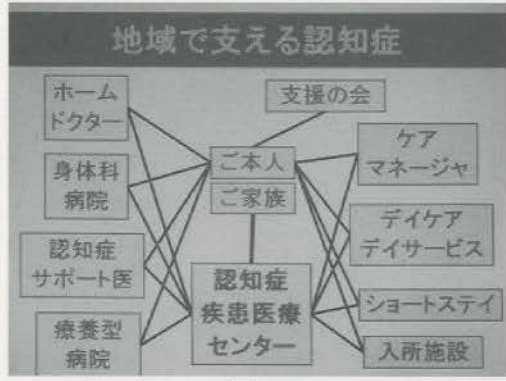 地域で支える認知症
ホーム
ドクター
支援の会
身体科
病院
ご本人
ご家族
ケア
マネージャ
認知症
サポート医
デイケア
デイサービス
認知症
疾患医療
センター
療養型
病院
ショートステイ
入所施設